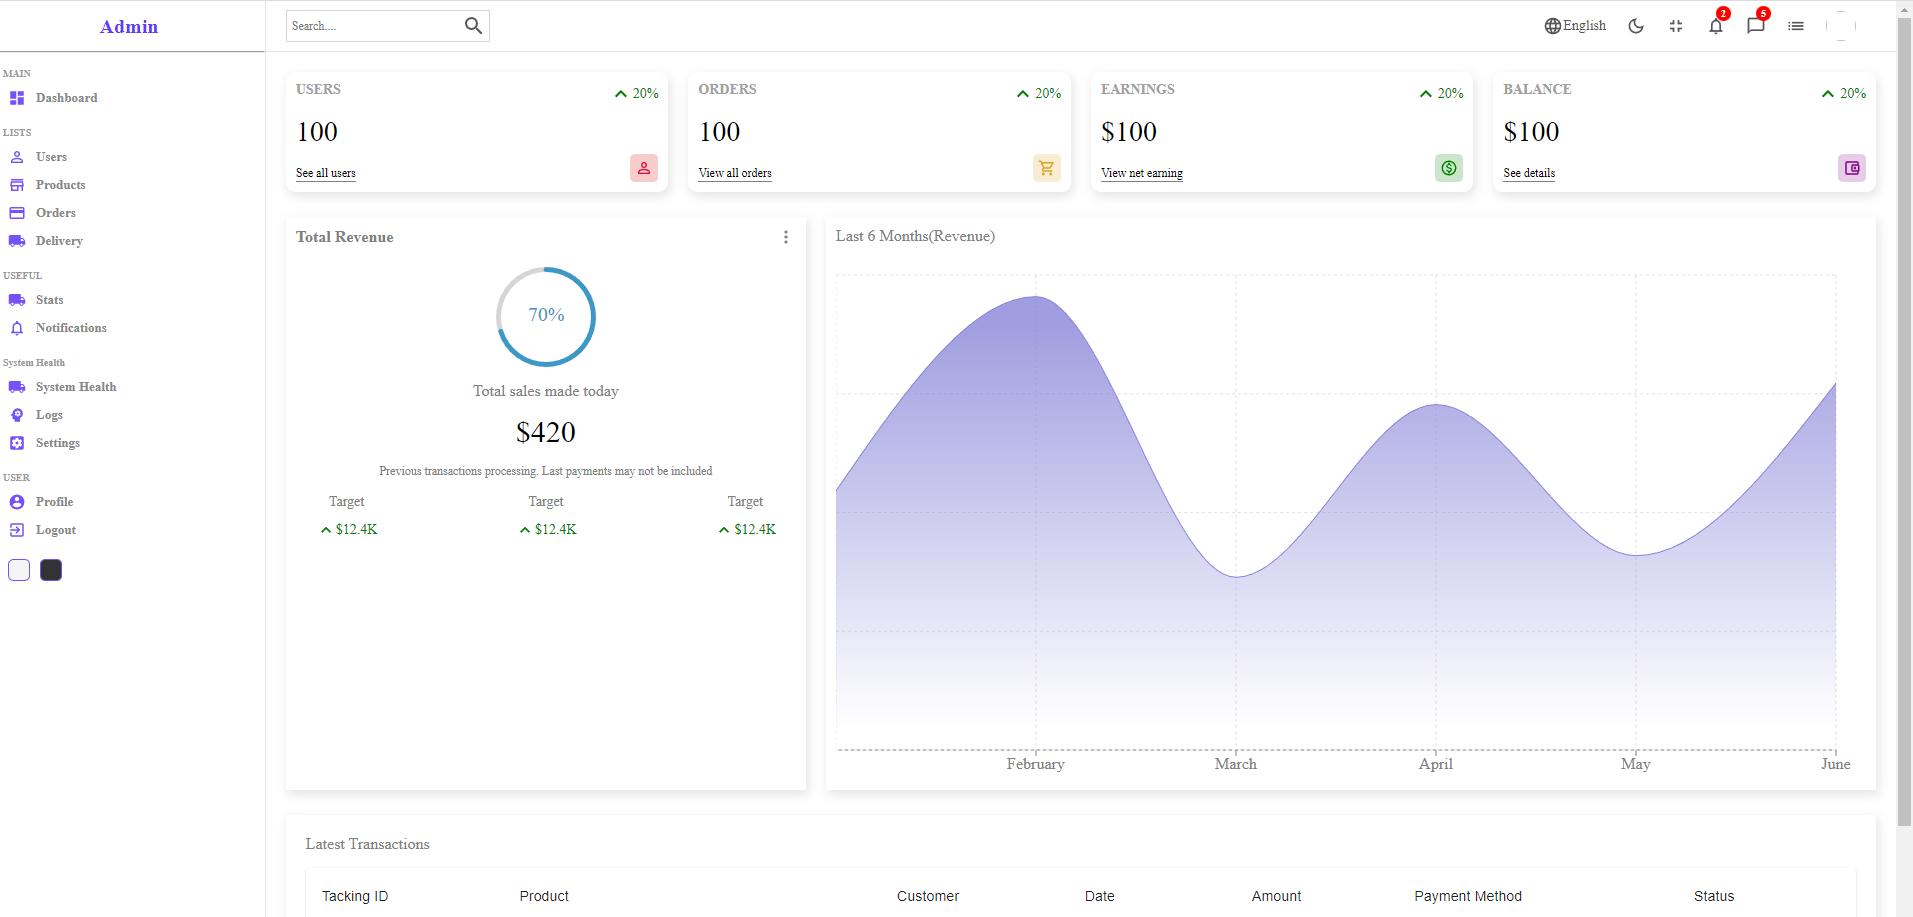 Admin
Search....
English
2
5
MAIN
Dashboard
LISTS
Users
Products
Orders
Delivery
USEFUL
Stats
Notifications
System Health
System Health
Logs
Settings
USER
Profile
Logout
USERS
20%
100
See all users
ORDERS
20%
100
View all orders
EARNINGS
20%
$100
View net earning
BALANCE
20%
$100
See details
Total Revenue
70%
Total sales made today
$420
Previous transactions processing. Last payments may not be included
Target Target Target
$12.4K $12.4K $12.4K
Last 6 Months(Revenue)
February March April May June
Latest Transactions
Tacking ID Product Customer Date Amount Payment Method Status